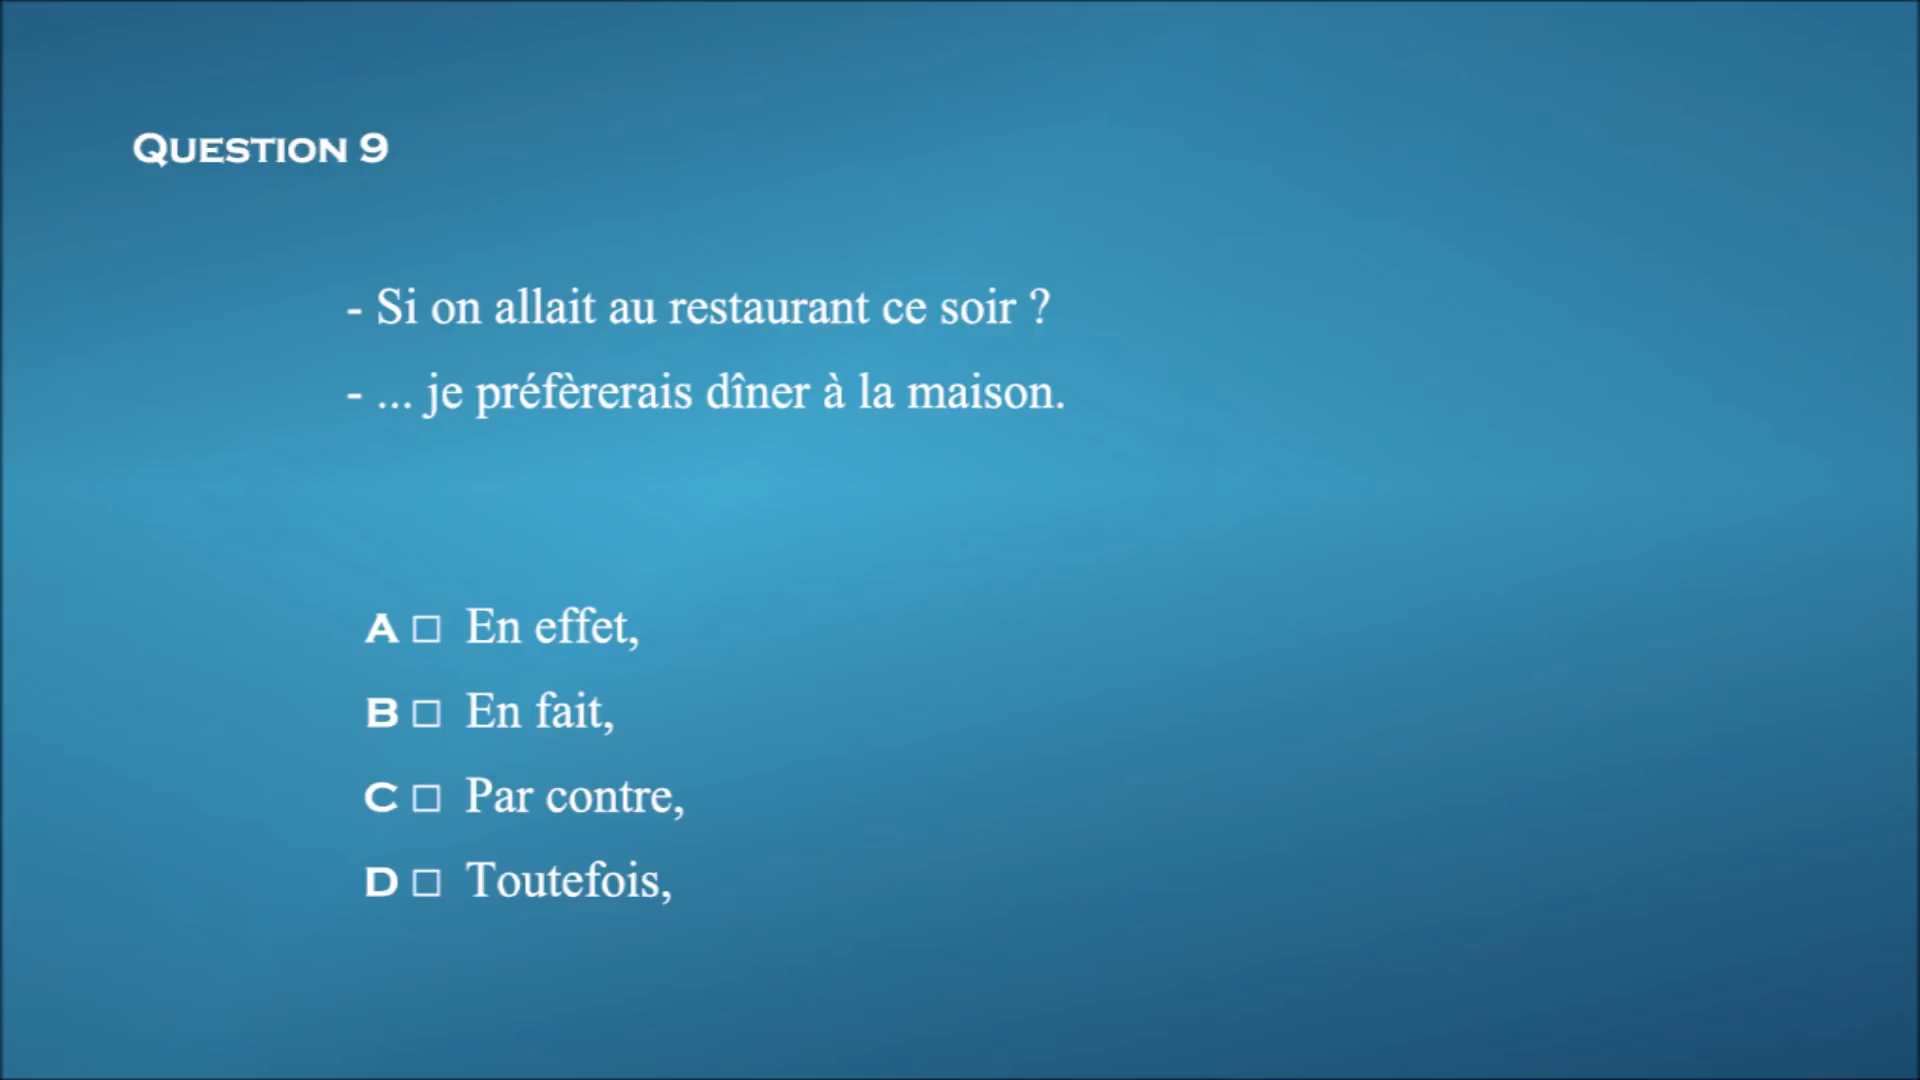 QUESTION 9
- Si on allait au restaurant ce soir ?
- ... je préfèrerais dîner à la maison.
A □ En effet,
B □ En fait,
C □ Par contre,
D □ Toutefois,